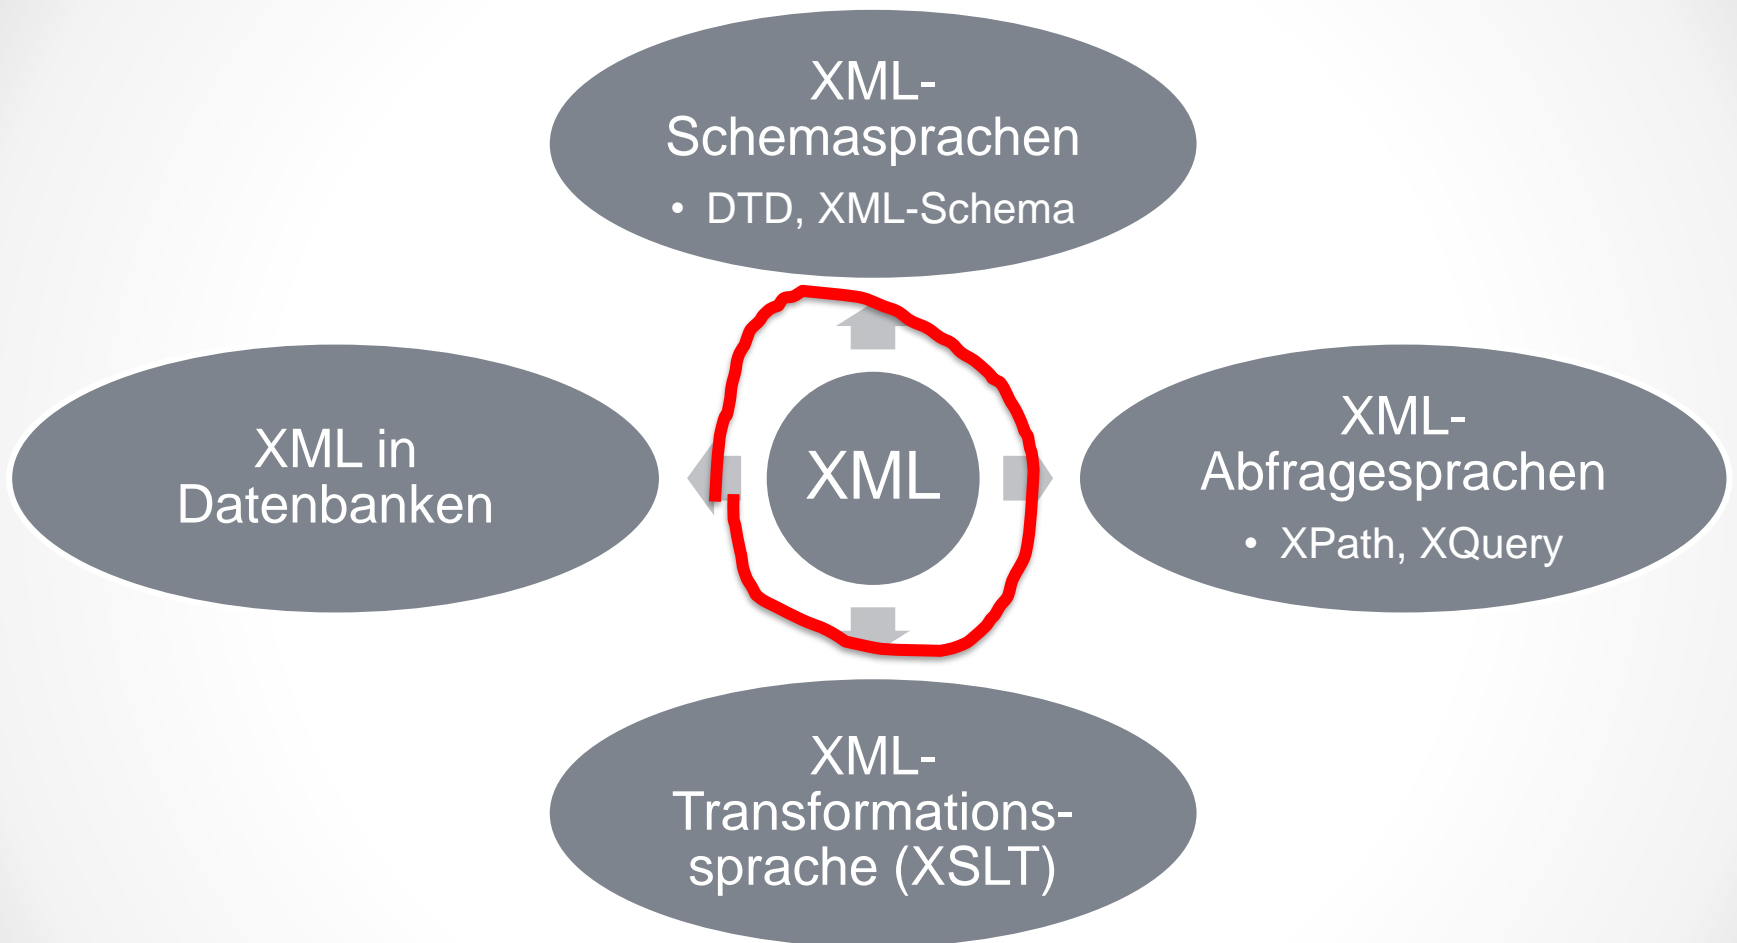 XML-
Schemasprachen
• DTD, XML-Schema
XML in
Datenbanken
XML
XML-
Abfragesprachen
• XPath, XQuery
XML-
Transformations-
sprache (XSLT)